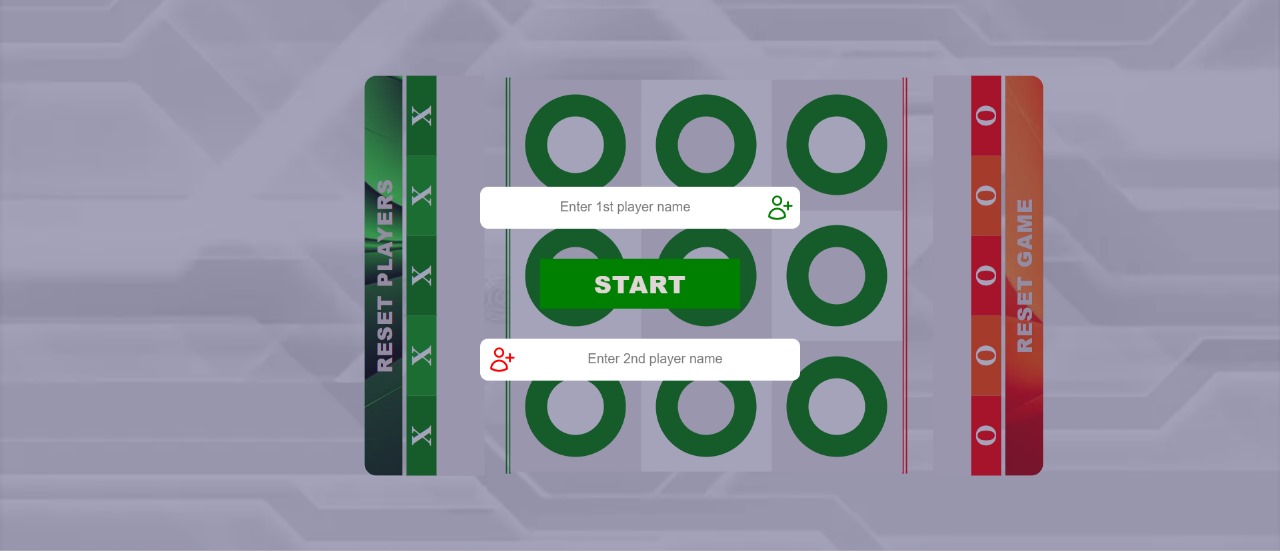 RESET PLAYERS
X
X
X
X
X
Enter 1st player name
START
Enter 2nd player name
O
O
O
O
O
RESET GAME